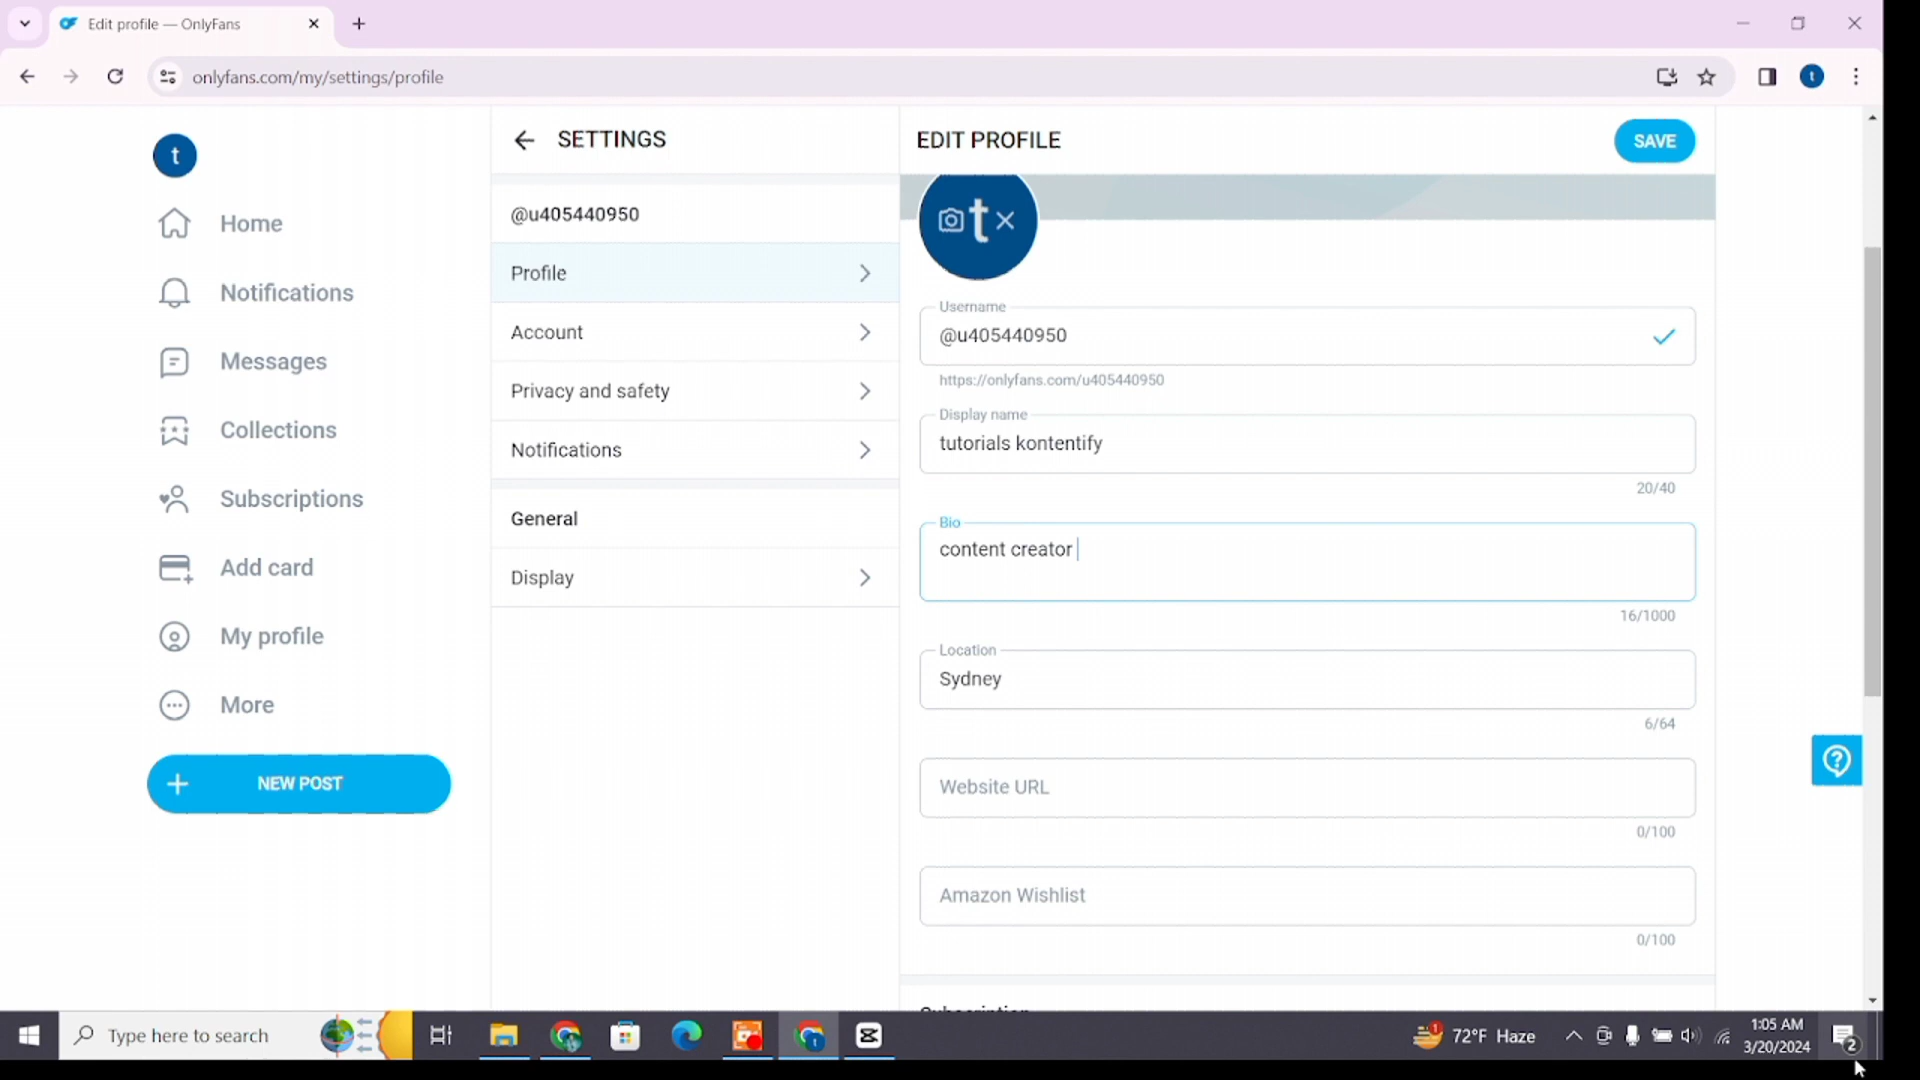 Edit profile — OnlyFans
onlyfans.com/my/settings/profile
t
t
Home
Notifications
Messages
Collections
Subscriptions
Add card
My profile
More
NEW POST
SETTINGS
@u405440950
Profile
Account
Privacy and safety
Notifications
General
Display
EDIT PROFILE
SAVE
t
Username
@u405440950
https://onlyfans.com/u405440950
Display name
tutorials kontentify
20/40
Bio
content creator
16/1000
Location
Sydney
6/64
Website URL
0/100
Amazon Wishlist
0/100
Subscription
Type here to search
t
1
72°F Haze
1:05 AM
3/20/2024
2